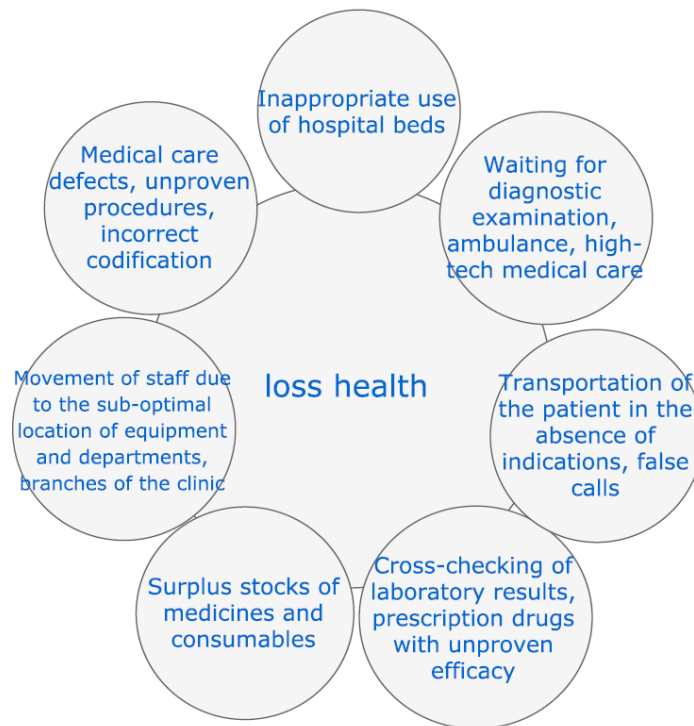 Inappropriate use
of hospital beds
Waiting for
diagnostic
examination,
ambulance, high-
tech medical care
Transportation of
the patient in the
absence of
indications, false
calls
Cross-checking of
laboratory results,
prescription drugs
with unproven
efficacy
Surplus stocks of
medicines and
consumables
Movement of staff due
to the sub-optimal
location of equipment
and departments,
branches of the clinic
Medical care
defects, unproven
procedures,
incorrect
codification
loss health